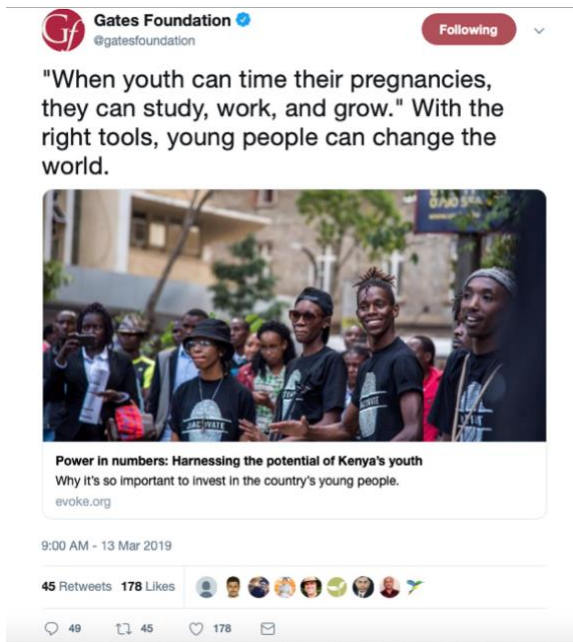 Gf
Gates Foundation
@gatesfoundation
Following
"When youth can time their pregnancies,
they can study, work, and grow." With the
right tools, young people can change the
world.
Power in numbers: Harnessing the potential of Kenya's youth
Why it's so important to invest in the country's young people.
evoke.org
9:00 AM - 13 Mar 2019
45 Retweets 178 Likes
49 45 178